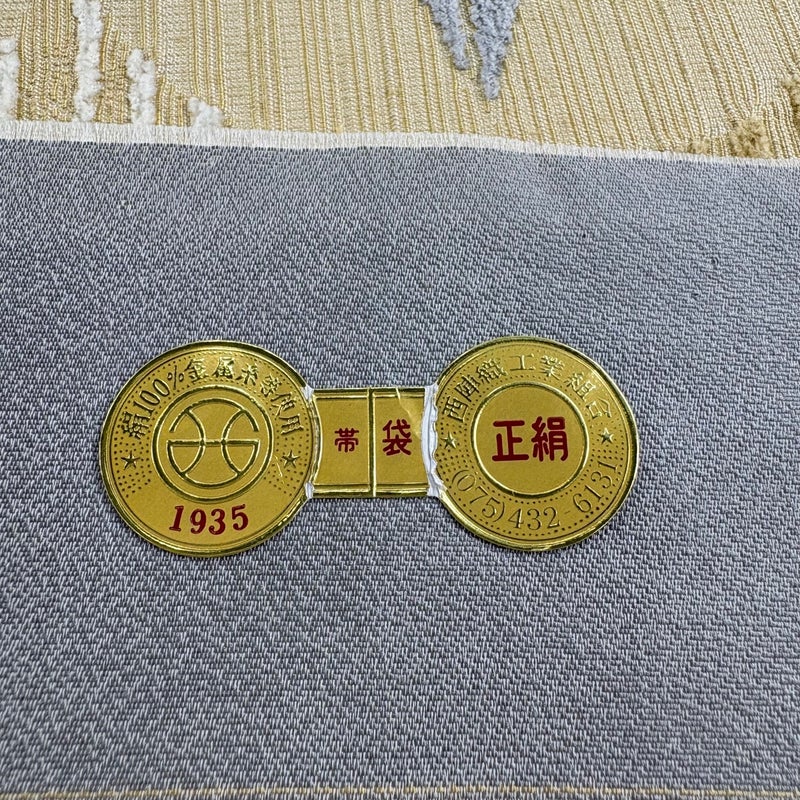 絹100%金属糸等使用
1935
帯袋
西陣織工業組合
正絹
(075)432-6131